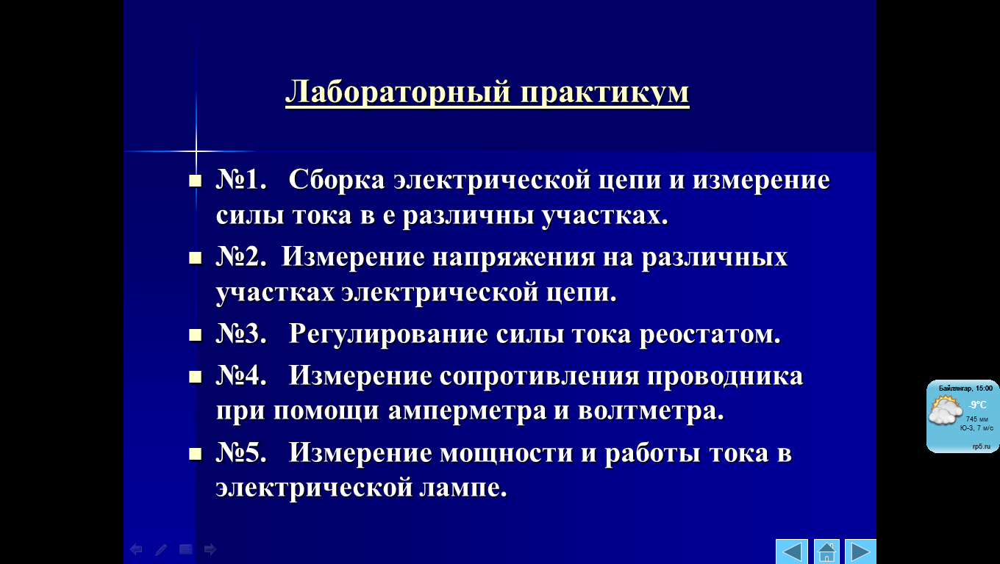 Лабораторный практикум
№1. Сборка электрической цепи и измерение
силы тока в е различны участках.
№2. Измерение напряжения на различных
участках электрической цепи.
№3. Регулирование силы тока реостатом.
№4. Измерение сопротивления проводника
при помощи амперметра и волтметра.
№5. Измерение мощности и работы тока в
электрической лампе.
Байлянгар, 15:00
-9°C
745 мм
Ю-З, 7 м/с
rp5.ru